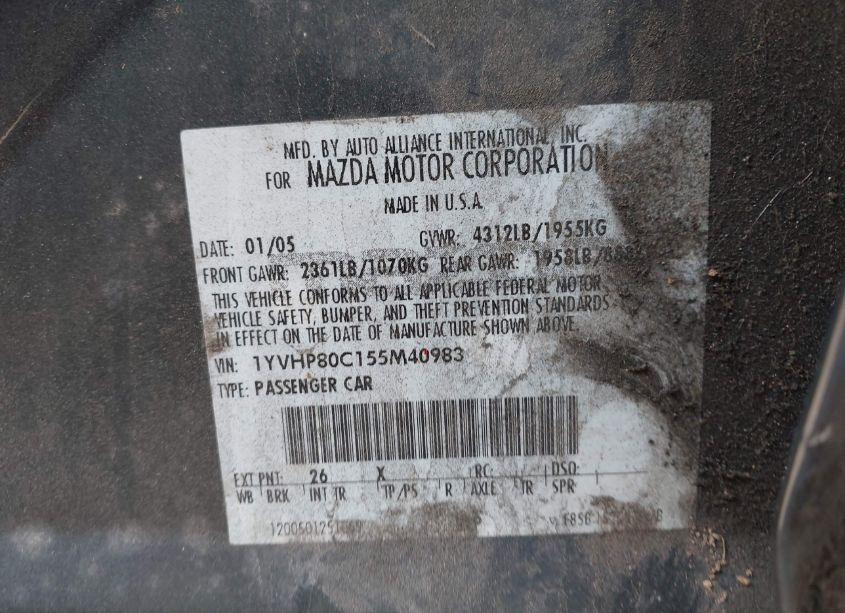 MFD. BY AUTO ALLIANCE INTERNATIONAL, INC.
FOR MAZDA MOTOR CORPORATION
MADE IN U.S.A.
DATE: 01/05 GVWR: 4312LB/1955KG
FRONT GAWR: 2361LB/1070KG REAR GAWR: 1958LB/
THIS VEHICLE CONFORMS TO ALL APPLICABLE FEDERAL MOTOR
VEHICLE SAFETY, BUMPER, AND THEFT PREVENTION STANDARDS
IN EFFECT ON THE DATE OF MANUFACTURE SHOWN ABOVE.
VIN: 1YVHP80C155M40983
TYPE: PASSENGER CAR
EXT PNT: 26 X RC: DSO:
WB BRK INT TR TP/PS R AXLE TR SPR